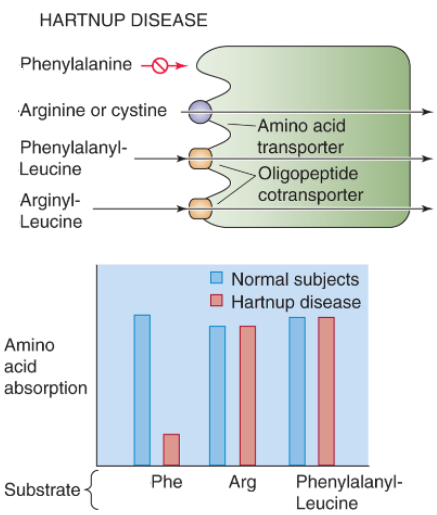 HARTNUP DISEASE
Phenylalanine
Arginine or cystine
Amino acid
transporter
Phenylalanyl-
Leucine
Oligopeptide
cotransporter
Arginyl-
Leucine
Normal subjects
Hartnup disease
Amino
acid
absorption
Substrate
Phe
Arg
Phenylalanyl-
Leucine